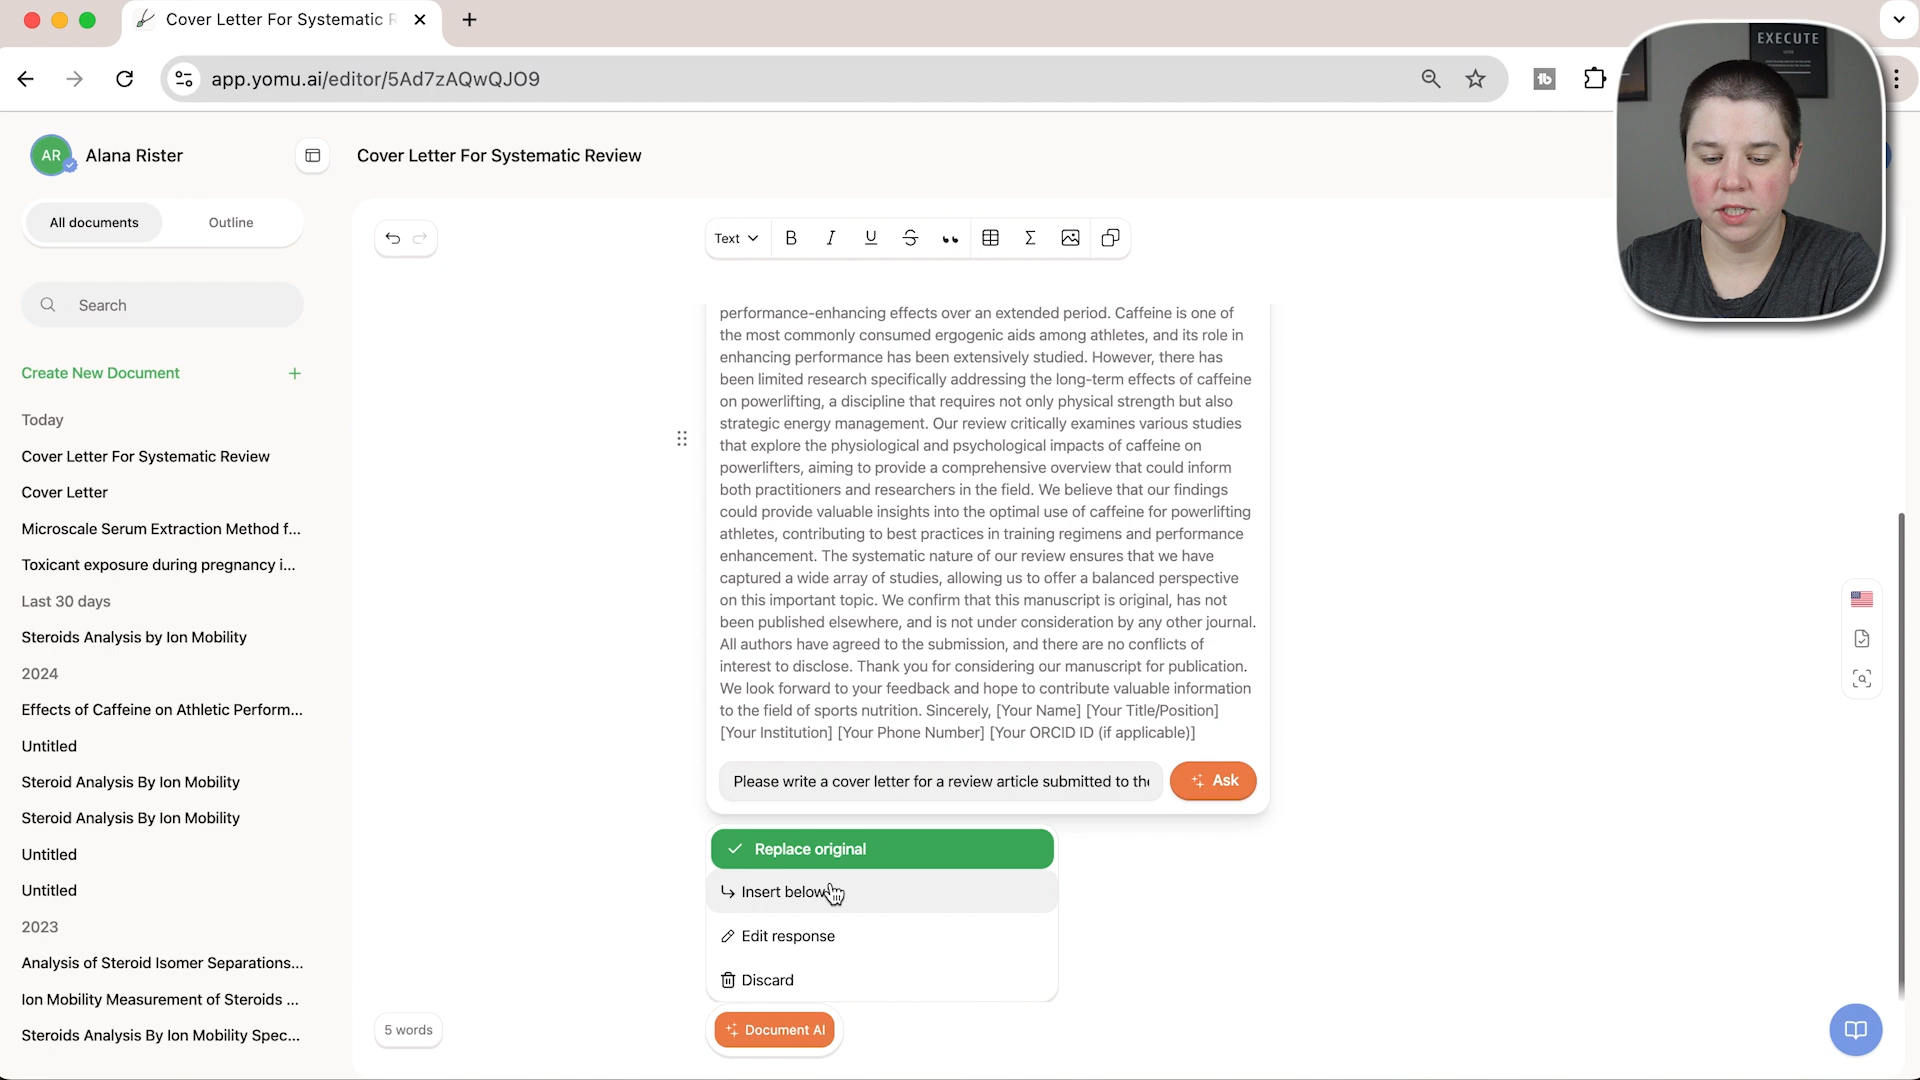 Cover Letter For Systematic R
app.yomu.ai/editor/5Ad7zAQwQJO9
EXECUTE
AR
Alana Rister
Cover Letter For Systematic Review
All documents
Outline
Text
B
I
U
S
Σ
Search
Create New Document +
Today
Cover Letter For Systematic Review
Cover Letter
Microscale Serum Extraction Method f...
Toxicant exposure during pregnancy i...
Last 30 days
Steroids Analysis by Ion Mobility
2024
Effects of Caffeine on Athletic Perform...
Untitled
Steroid Analysis By Ion Mobility
Steroid Analysis By Ion Mobility
Untitled
Untitled
2023
Analysis of Steroid Isomer Separations...
Ion Mobility Measurement of Steroids ...
Steroids Analysis By Ion Mobility Spec...
performance-enhancing effects over an extended period. Caffeine is one of
the most commonly consumed ergogenic aids among athletes, and its role in
enhancing performance has been extensively studied. However, there has
been limited research specifically addressing the long-term effects of caffeine
on powerlifting, a discipline that requires not only physical strength but also
strategic energy management. Our review critically examines various studies
that explore the physiological and psychological impacts of caffeine on
powerlifters, aiming to provide a comprehensive overview that could inform
both practitioners and researchers in the field. We believe that our findings
could provide valuable insights into the optimal use of caffeine for powerlifting
athletes, contributing to best practices in training regimens and performance
enhancement. The systematic nature of our review ensures that we have
captured a wide array of studies, allowing us to offer a balanced perspective
on this important topic. We confirm that this manuscript is original, has not
been published elsewhere, and is not under consideration by any other journal.
All authors have agreed to the submission, and there are no conflicts of
interest to disclose. Thank you for considering our manuscript for publication.
We look forward to your feedback and hope to contribute valuable information
to the field of sports nutrition. Sincerely, [Your Name] [Your Title/Position]
[Your Institution] [Your Phone Number] [Your ORCID ID (if applicable)]
Please write a cover letter for a review article submitted to the
Ask
Replace original
Insert below
Edit response
Discard
5 words
Document AI